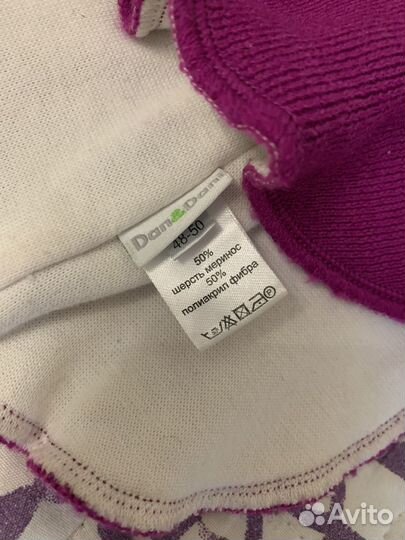 Dan&Dani
48-50
50%
шерсть меринос
50%
полиакрил фибра
Avito